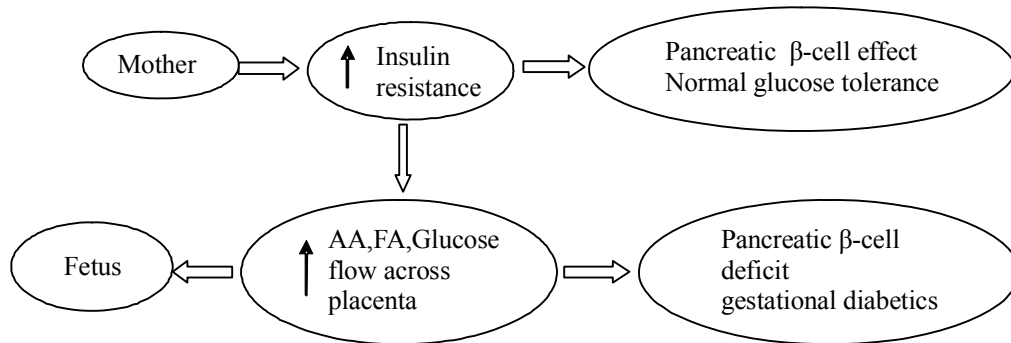 Mother
Insulin
resistance
Pancreatic β-cell effect
Normal glucose tolerance
Fetus
AA,FA,Glucose
flow across
placenta
Pancreatic β-cell
deficit
gestational diabetics